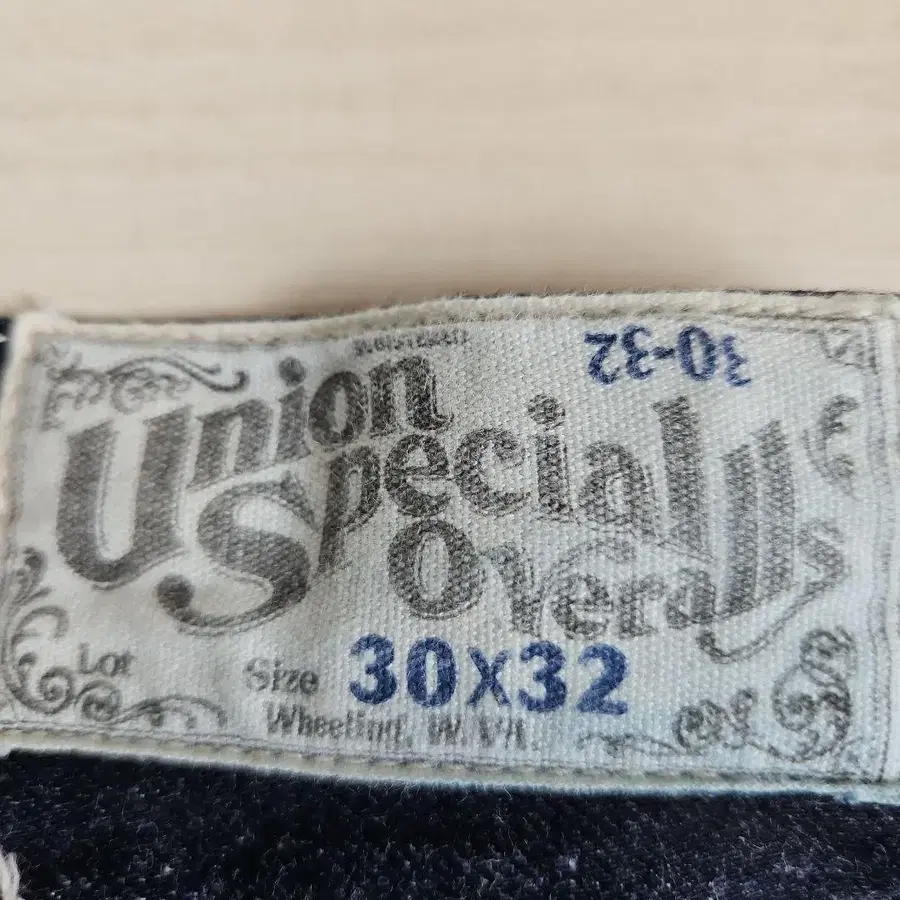 30-32
Union
Special
Overalls
Lot
Size 30x32
Wheeling, W.VA.